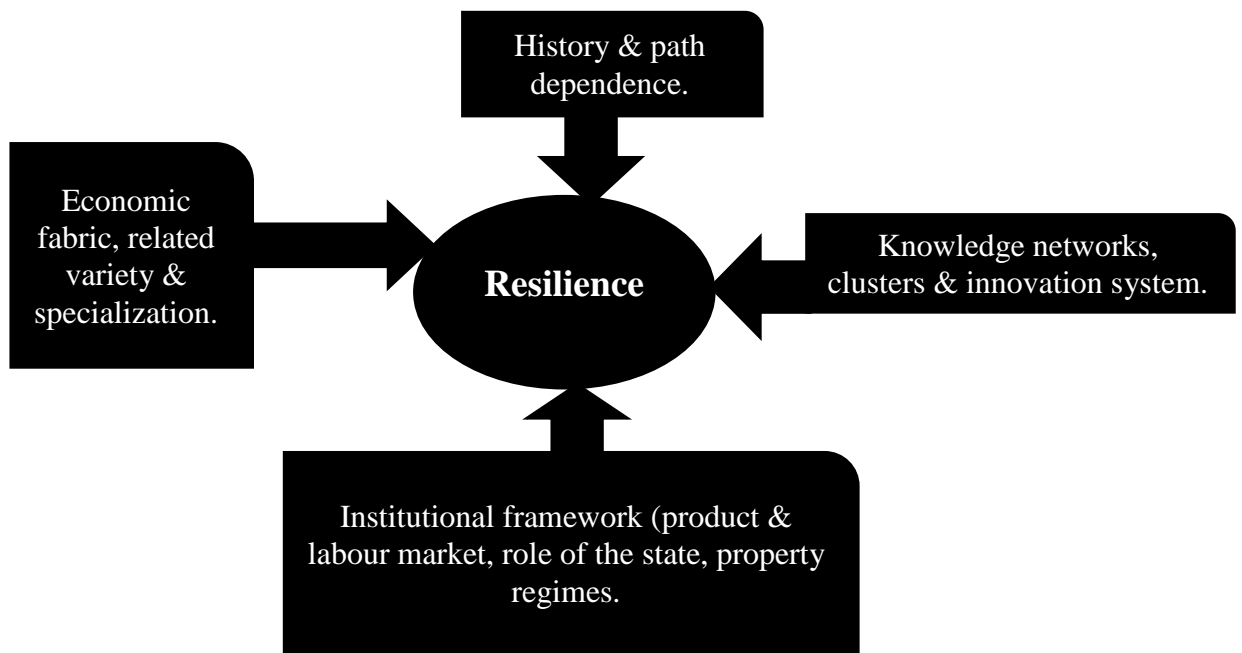 History & path
dependence.
Economic
fabric, related
variety &
specialization.
Resilience
Knowledge networks,
clusters & innovation system.
Institutional framework (product &
labour market, role of the state, property
regimes.